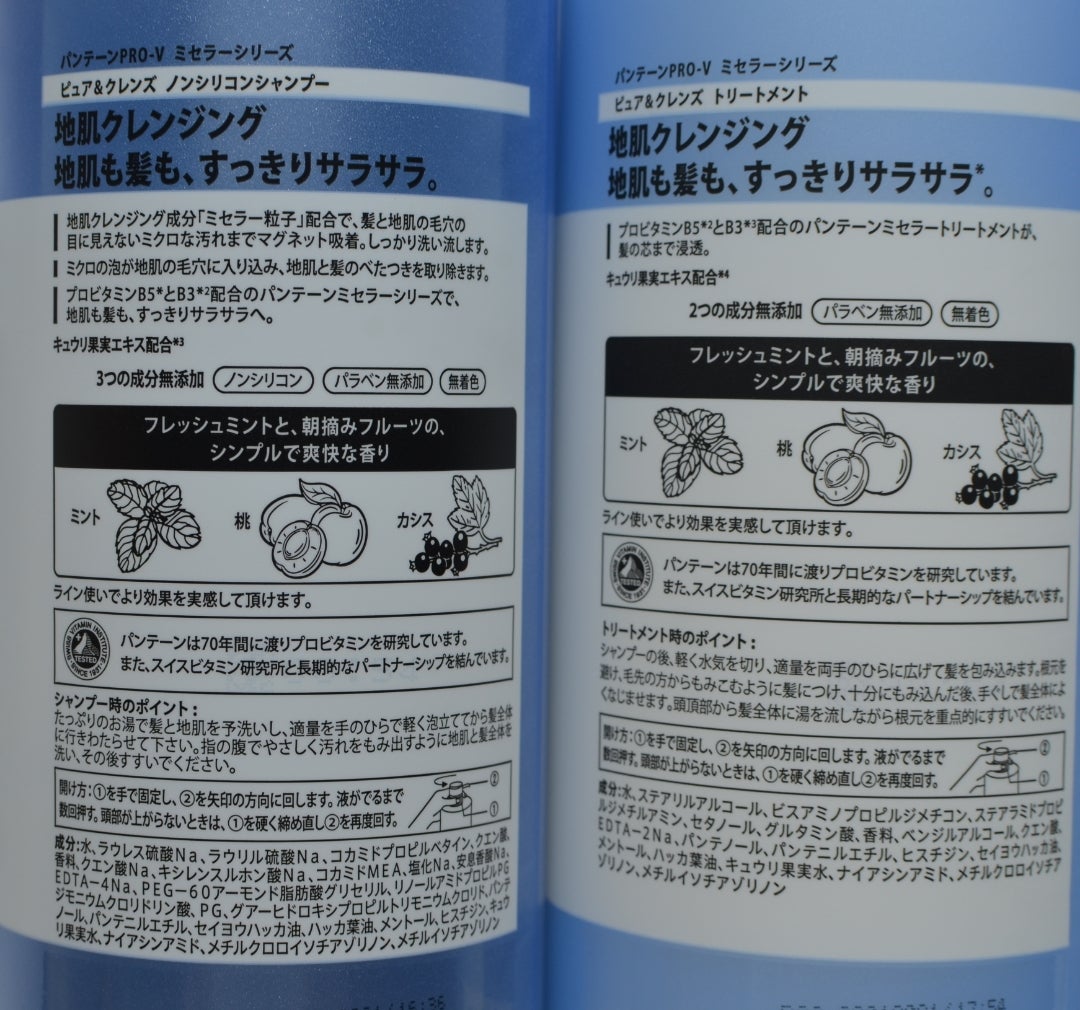 パンテーンPRO-V ミセラーシリーズ
ピュア&クレンズ ノンシリコンシャンプー
地肌クレンジング
地肌も髪も、すっきりサラサラ。
地肌クレンジング成分「ミセラー粒子」配合で、髪と地肌の毛穴の
目に見えないミクロな汚れまでマグネット吸着。しっかり洗い流します。
ミクロの泡が地肌の毛穴に入り込み、地肌と髪のべたつきを取り除きます。
プロビタミンB5*とB3*²配合のパンテーンミセラーシリーズで、
地肌も髪も、すっきりサラサラへ。
キュウリ果実エキス配合*³
3つの成分無添加 ノンシリコン パラベン無添加 無着色
フレッシュミントと、朝摘みフルーツの、
シンプルで爽快な香り
ミント 桃 カシス
ライン使いでより効果を実感して頂けます。
SWISS VITAMIN INSTITUTE TESTED SINCE 1931
パンテーンは70年間に渡りプロビタミンを研究しています。
また、スイスビタミン研究所と長期的なパートナーシップを結んでいます。
シャンプー時のポイント:
たっぷりのお湯で髪と地肌を予洗いし、適量を手のひらで軽く泡立ててから髪全体
に行きわたらせて下さい。指の腹でやさしく汚れをもみ出すように地肌と髪全体を
洗い、その後すすいでください。
開け方:①を手で固定し、②を矢印の方向に回します。液がでるまで
数回押す。頭部が上がらないときは、①を硬く締め直し②を再度回す。
②
①
成分:水、ラウレス硫酸Na、ラウリル硫酸Na、コカミドプロピルベタイン、クエン酸、
香料、クエン酸Na、キシレンスルホン酸Na、コカミドMEA、塩化Na、安息香酸Na、
EDTA-4Na、PEG-60アーモンド脂肪酸グリセリル、リノールアミドプロピルPG
ジモニウムクロリドリン酸、PG、グアーヒドロキシプロピルトリモニウムクロリド、パンテ
ノール、パンテニルエチル、セイヨウハッカ油、ハッカ葉油、メントール、ヒスチジン、キュウ
リ果実水、ナイアシンアミド、メチルクロロイソチアゾリノン、メチルイソチアゾリノン
パンテーンPRO-V ミセラーシリーズ
ピュア&クレンズ トリートメント
地肌クレンジング
地肌も髪も、すっきりサラサラ*。
プロビタミンB5*²とB3*³配合のパンテーンミセラートリートメントが、
髪の芯まで浸透。
キュウリ果実エキス配合*⁴
2つの成分無添加 パラベン無添加 無着色
フレッシュミントと、朝摘みフルーツの、
シンプルで爽快な香り
ミント 桃 カシス
ライン使いでより効果を実感して頂けます。
SWISS VITAMIN INSTITUTE TESTED SINCE 1931
パンテーンは70年間に渡りプロビタミンを研究しています。
また、スイスビタミン研究所と長期的なパートナーシップを結んでいます。
トリートメント時のポイント:
シャンプーの後、軽く水気を切り、適量を両手のひらに広げて髪を包み込みます。根元を
避け、毛先の方からもみこむように髪につけ、十分にもみ込んだ後、手ぐしで髪全体によ
くなじませます。頭頂部から髪全体に湯を流しながら根元を重点的にすすいでください。
開け方:①を手で固定し、②を矢印の方向に回します。液がでるまで
数回押す。頭部が上がらないときは、①を硬く締め直し②を再度回す。
②
①
成分:水、ステアリルアルコール、ビスアミノプロピルジメチコン、ステアラミドプロピ
ルジメチルアミン、セタノール、グルタミン酸、香料、ベンジルアルコール、クエン酸、
EDTA-2Na、パンテノール、パンテニルエチル、ヒスチジン、セイヨウハッカ油、
メントール、ハッカ葉油、キュウリ果実水、ナイアシンアミド、メチルクロロイソチア
ゾリノン、メチルイソチアゾリノン